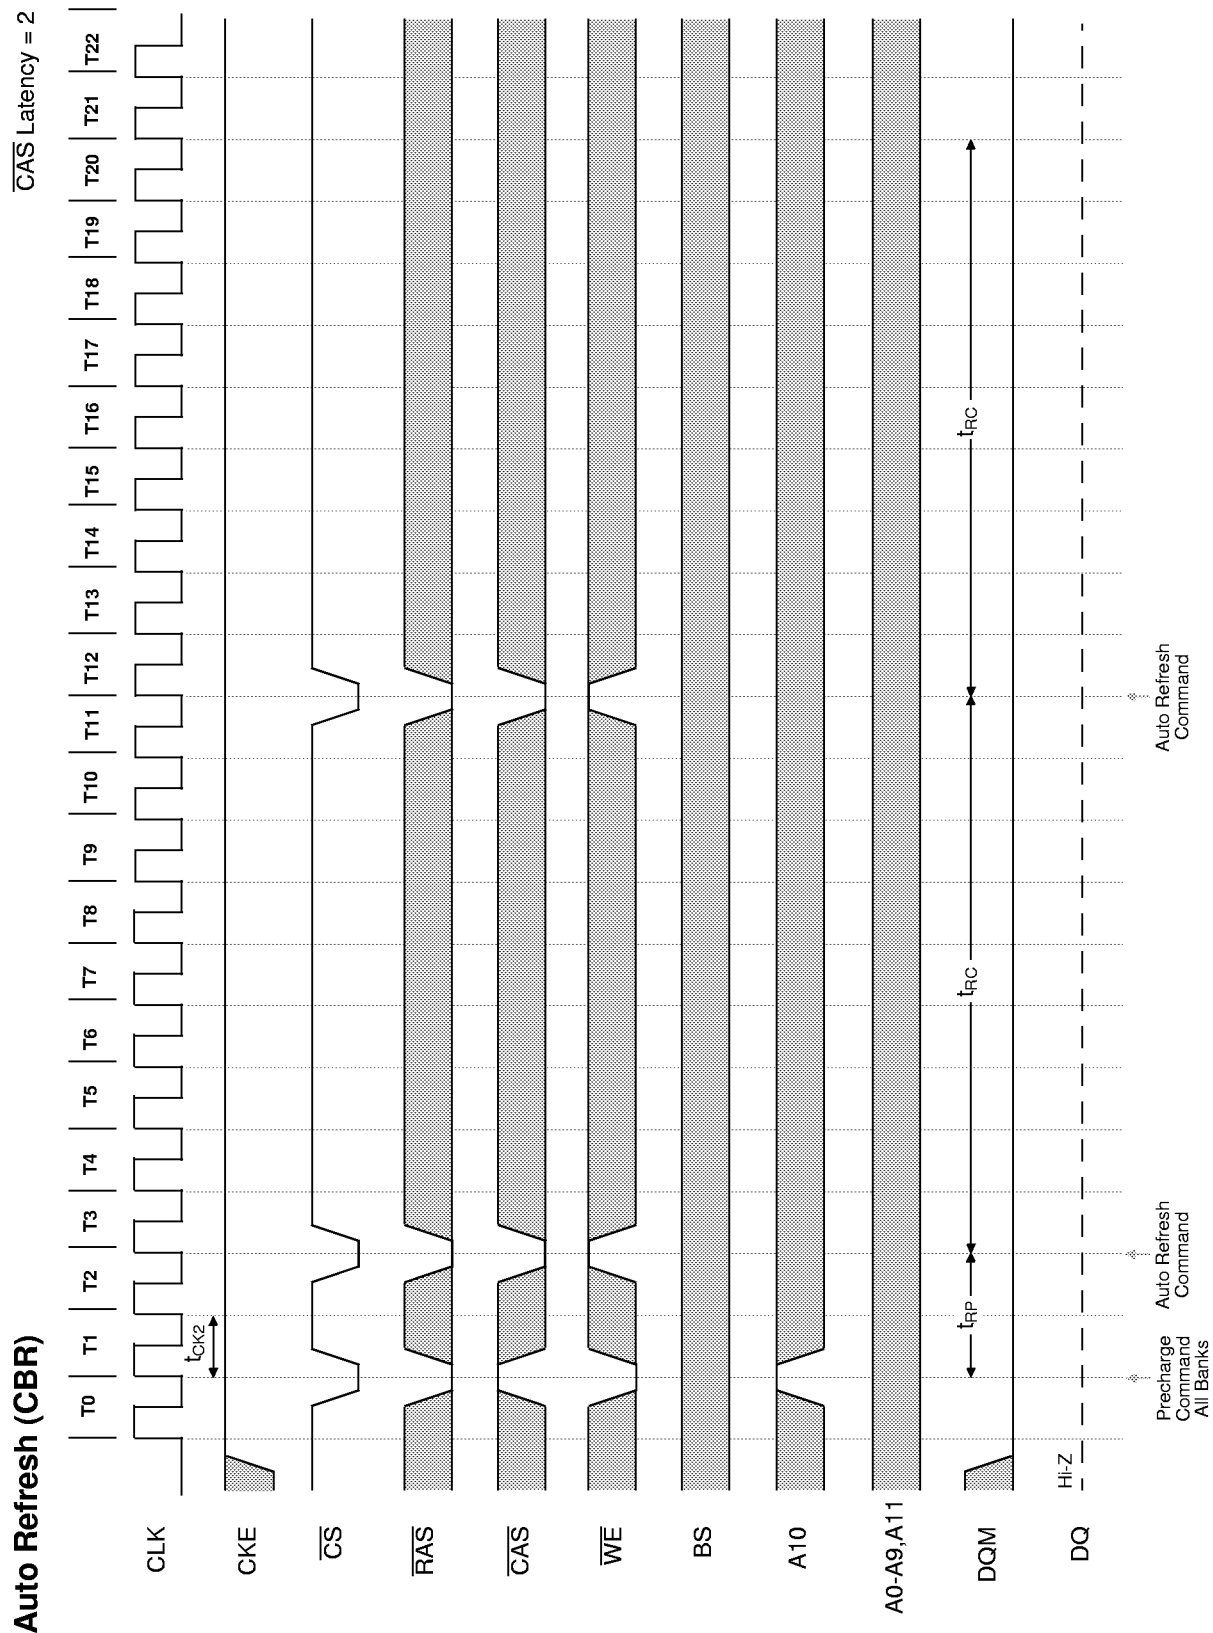 Auto Refresh (CBR)
CAS Latency = 2
T0 T1 T2 T3 T4 T5 T6 T7 T8 T9 T10 T11 T12 T13 T14 T15 T16 T17 T18 T19 T20 T21 T22
CLK
tCK2
CKE
CS
RAS
CAS
WE
BS
A10
A0-A9,A11
DQM
tRP
tRC
tRC
DQ
Hi-Z
Precharge
Command
All Banks
Auto Refresh
Command
Auto Refresh
Command